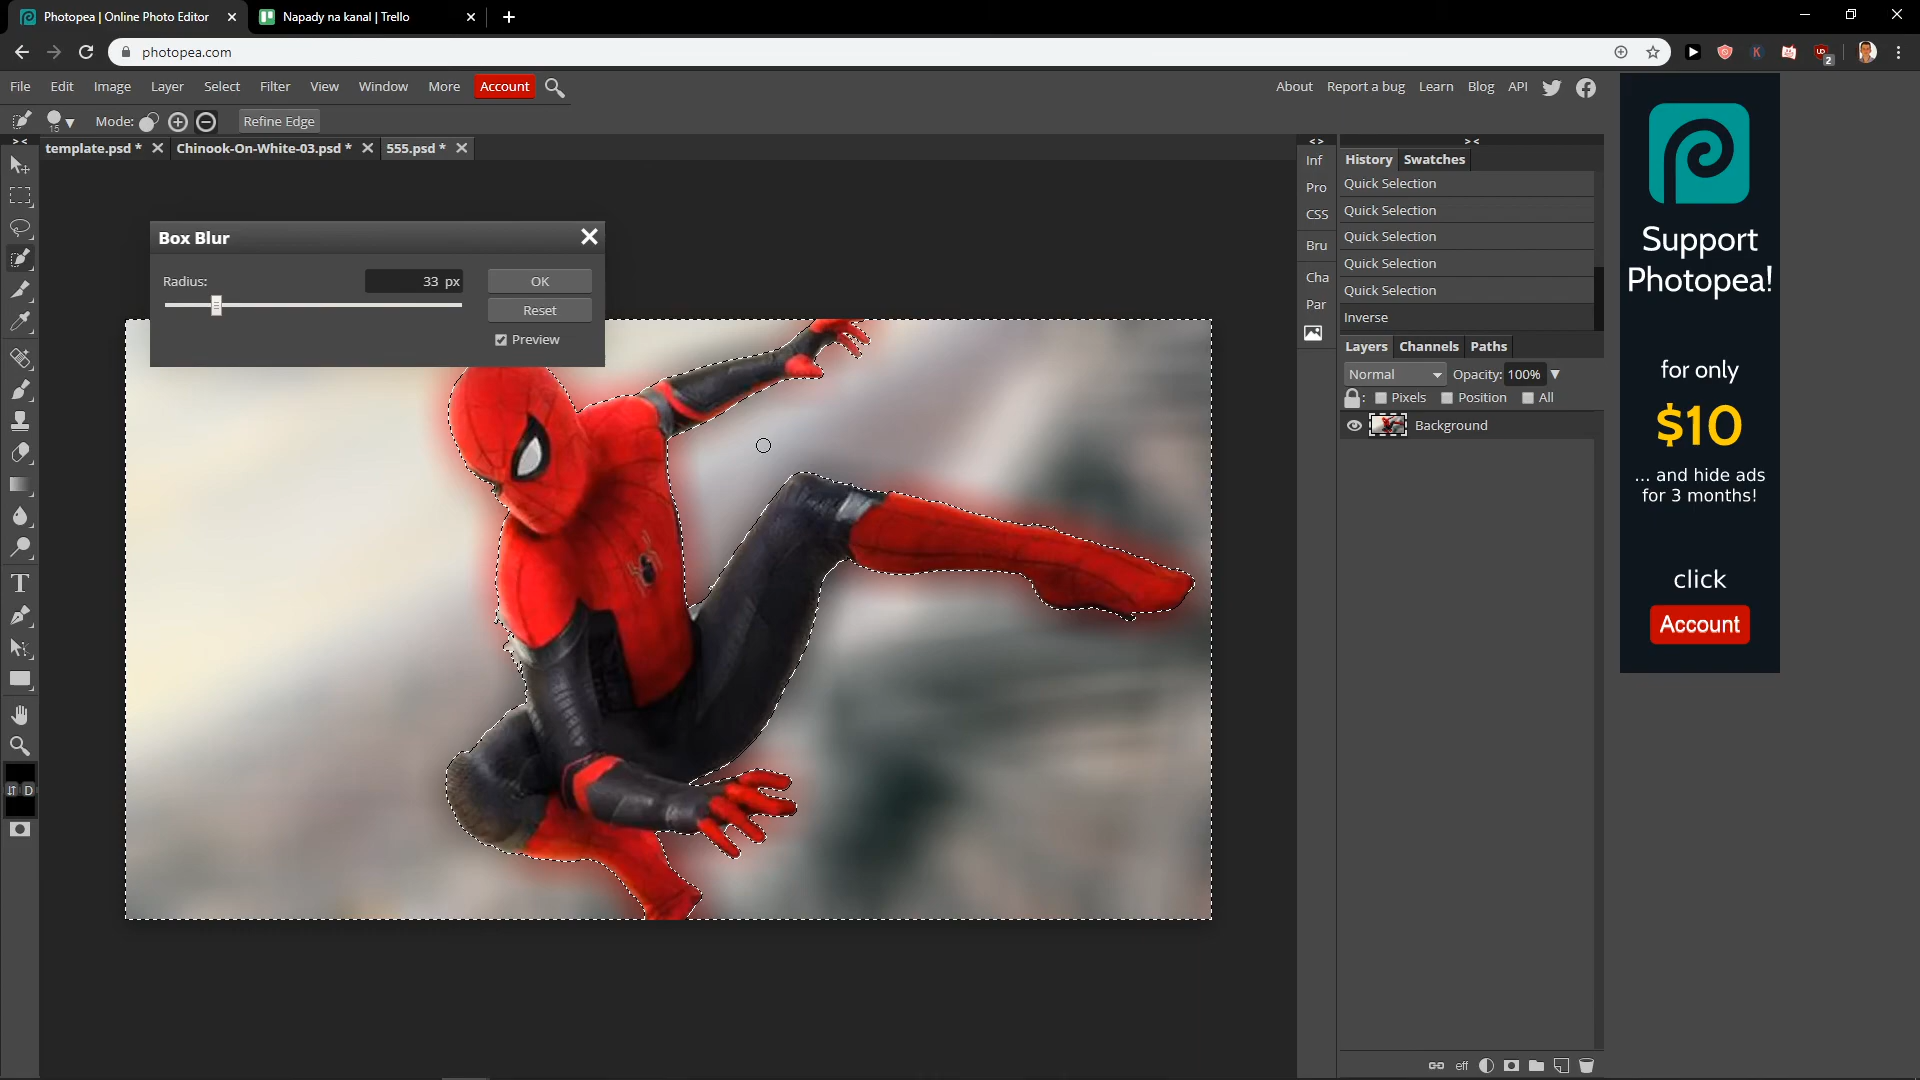 Photopea | Online Photo Editor
Napady na kanal | Trello
photopea.com
2
File Edit Image Layer Select Filter View Window More Account
About Report a bug Learn Blog API
15
Mode:
Refine Edge
template.psd *
Chinook-On-White-03.psd *
555.psd *
Box Blur
Radius:
33 px
OK
Reset
Preview
T
D
> <
< >
Inf
Pro
CSS
Bru
Cha
Par
> <
History Swatches
Quick Selection
Quick Selection
Quick Selection
Quick Selection
Quick Selection
Inverse
Layers Channels Paths
Normal Opacity: 100%
: Pixels Position All
Background
eff
Support
Photopea!
for only
$10
... and hide ads
for 3 months!
click
Account